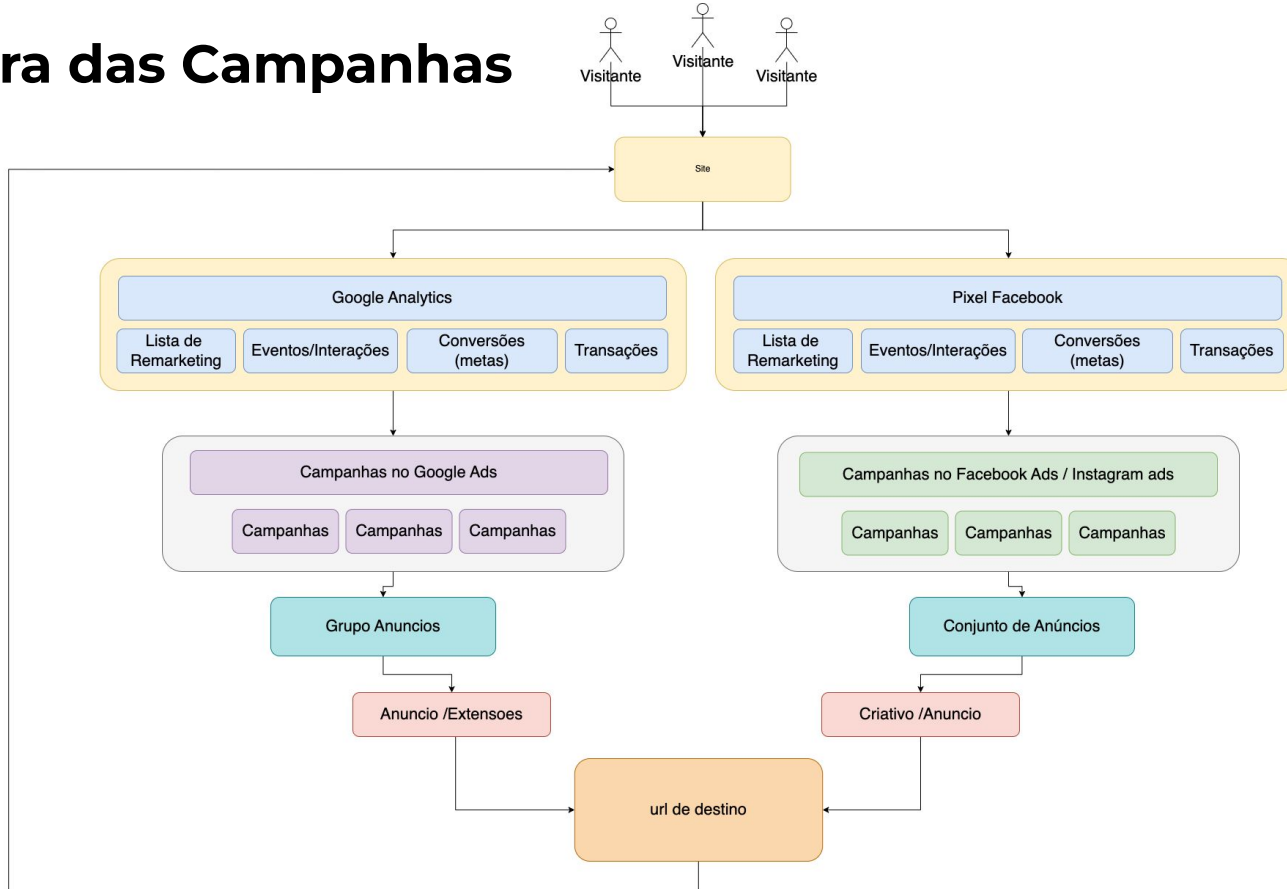 ra das Campanhas
Visitante
Visitante
Visitante
Site
Google Analytics
Lista de
Remarketing
Eventos/Interações
Conversões
(metas)
Transações
Pixel Facebook
Lista de
Remarketing
Eventos/Interações
Conversões
(metas)
Transações
Campanhas no Google Ads
Campanhas
Campanhas
Campanhas
Campanhas no Facebook Ads / Instagram ads
Campanhas
Campanhas
Campanhas
Grupo Anuncios
Conjunto de Anúncios
Anuncio /Extensoes
Criativo /Anuncio
url de destino